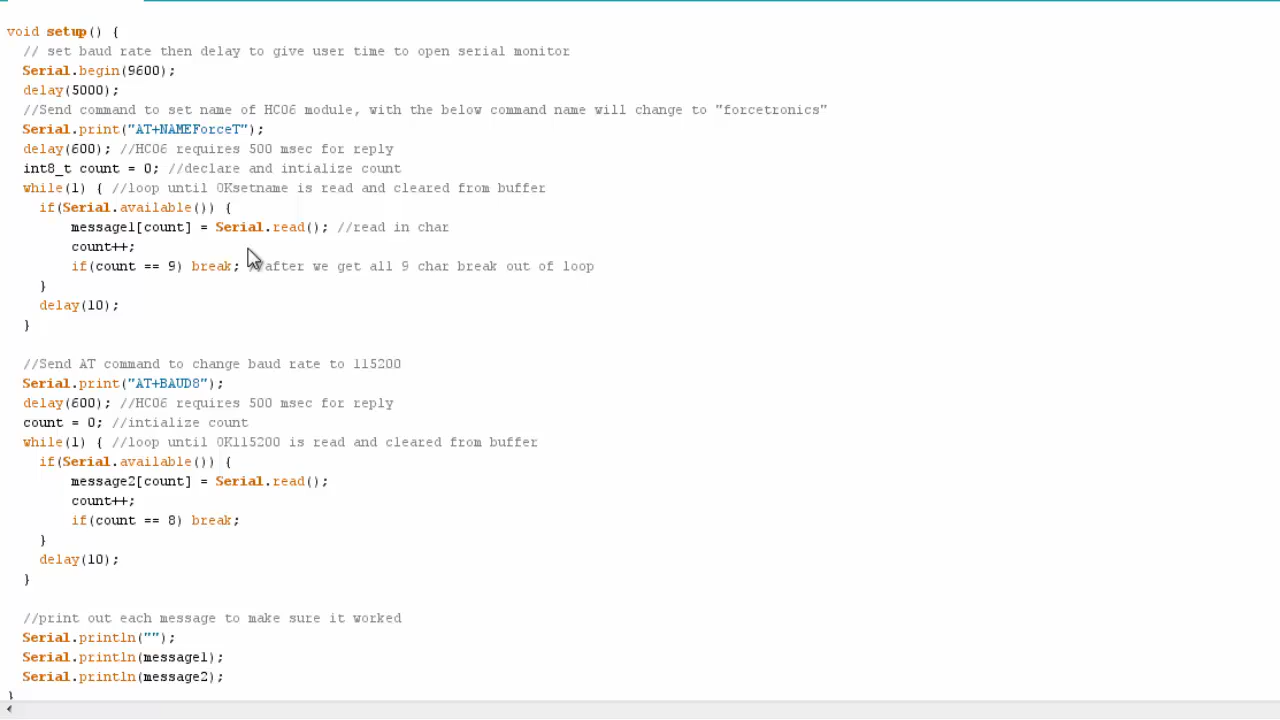 void setup() {
// set baud rate then delay to give user time to open serial monitor
Serial.begin(9600);
delay(5000);
//Send command to set name of HC06 module, with the below command name will change to "forcetronics"
Serial.print("AT+NAMEForceT");
delay(600); //HC06 requires 500 msec for reply
int8_t count = 0; //declare and intialize count
while(1) { //loop until OKsetname is read and cleared from buffer
if(Serial.available()) {
message1[count] = Serial.read(); //read in char
count++;
if(count == 9) break; //after we get all 9 char break out of loop
}
delay(10);
}
//Send AT command to change baud rate to 115200
Serial.print("AT+BAUD8");
delay(600); //HC06 requires 500 msec for reply
count = 0; //intialize count
while(1) { //loop until OK115200 is read and cleared from buffer
if(Serial.available()) {
message2[count] = Serial.read();
count++;
if(count == 8) break;
}
delay(10);
}
//print out each message to make sure it worked
Serial.println("");
Serial.println(message1);
Serial.println(message2);
}